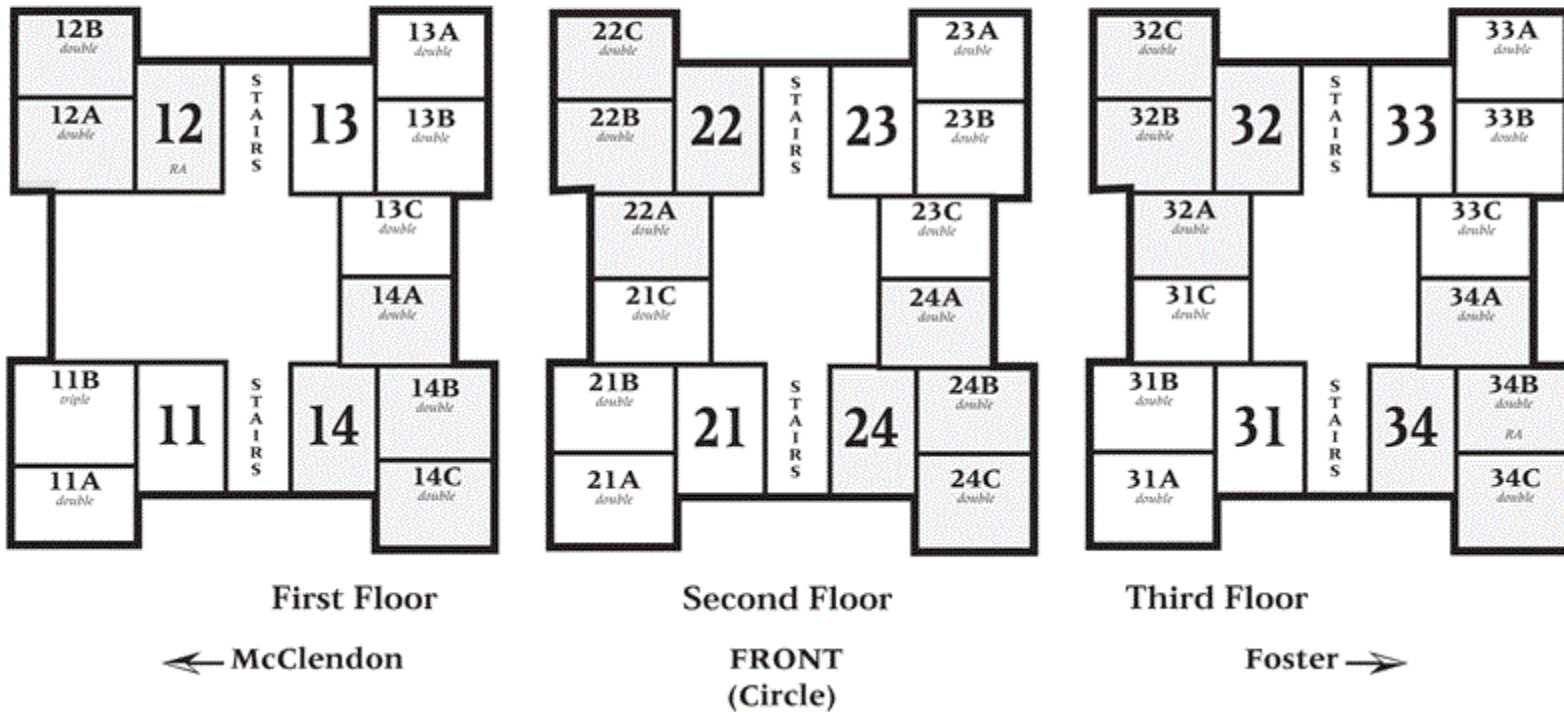 12B
double
12A
double
12
RA
STAIRS
13
13A
double
13B
double
13C
double
14A
double
11B
triple
11A
double
11
STAIRS
14
14B
double
14C
double
First Floor
22C
double
22B
double
22
STAIRS
23
23A
double
23B
double
22A
double
21C
double
23C
double
24A
double
21B
double
21A
double
21
STAIRS
24
24B
double
24C
double
Second Floor
32C
double
32B
double
32
STAIRS
33
33A
double
33B
double
32A
double
31C
double
33C
double
34A
double
31B
double
31A
double
31
STAIRS
34
34B
double
RA
34C
double
Third Floor
McClendon
FRONT
(Circle)
Foster